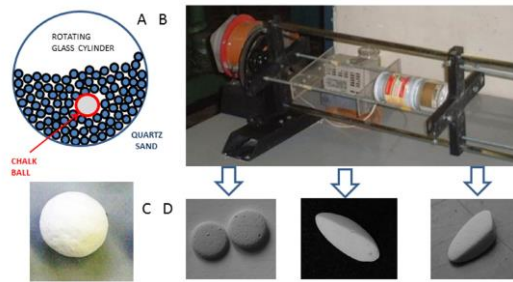 A B
ROTATING
GLASS CYLINDER
QUARTZ
SAND
CHALK
BALL
C D